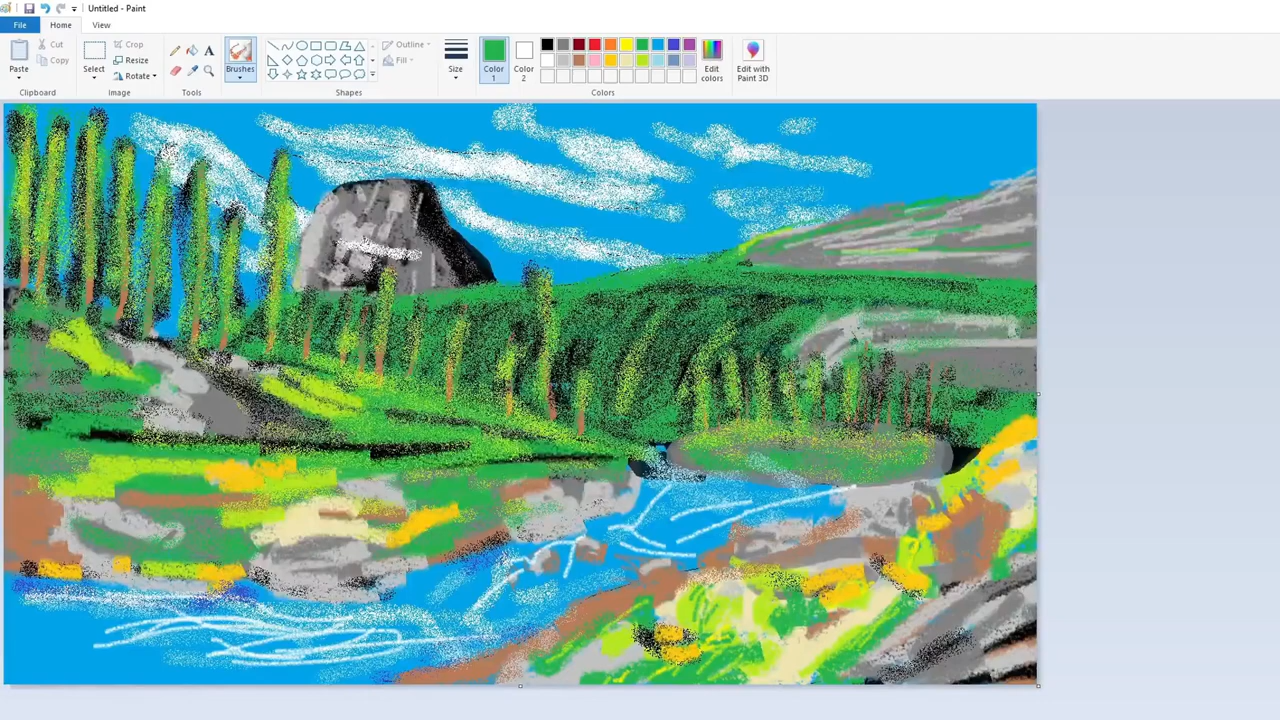 Untitled - Paint
File Home View
Cut
Copy
Paste
Clipboard
Crop
Resize
Rotate
Select
Image
A
Tools
Brushes
Outline
Fill
Shapes
Size
Color 1
Color 2
Edit colors
Colors
Edit with Paint 3D